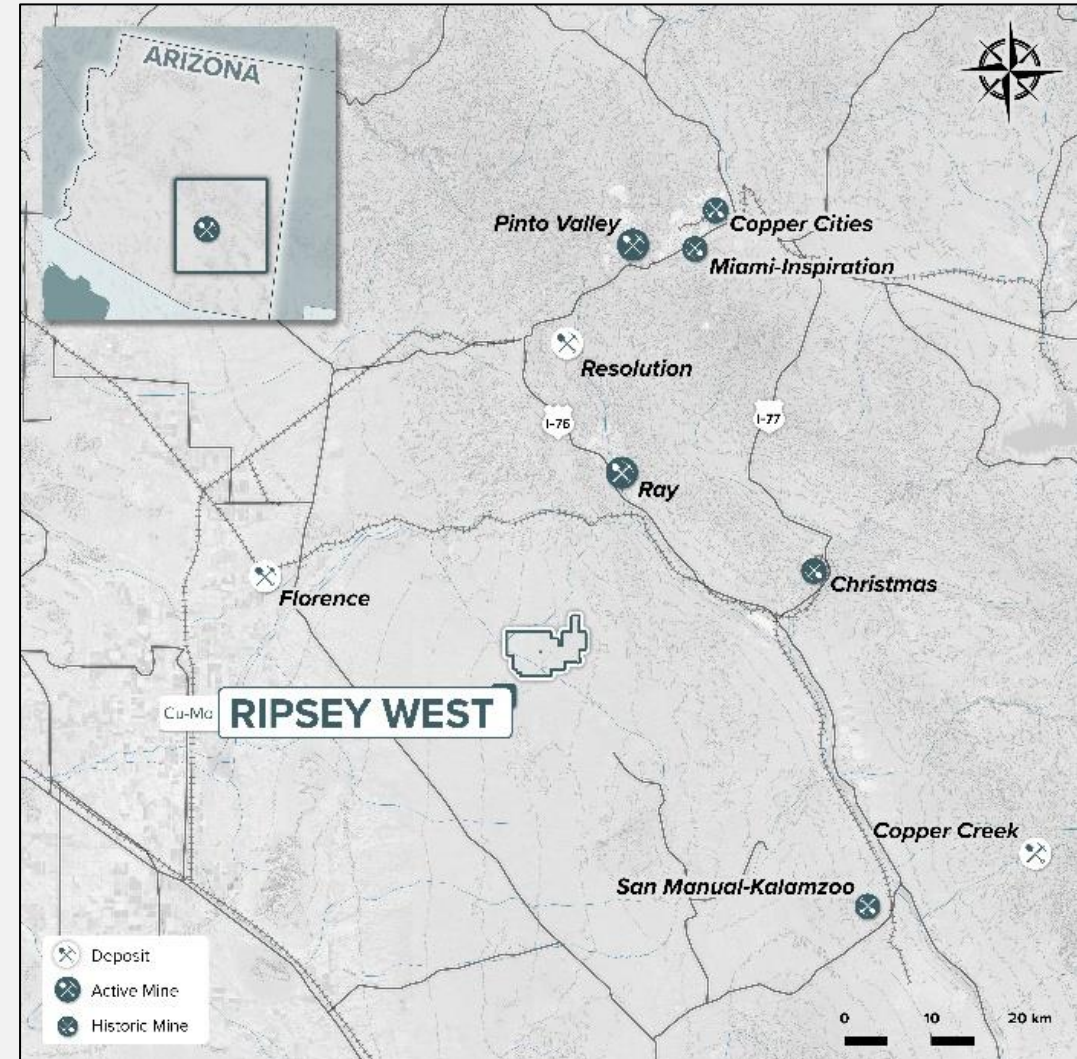 ARIZONA
Copper Cities
Pinto Valley
Miami-Inspiration
Resolution
I-76
I-77
Ray
Christmas
Florence
Cu-Mo
RIPSEY WEST
Copper Creek
San Manual-Kalamzoo
Deposit
Active Mine
Historic Mine
0 10 20 km